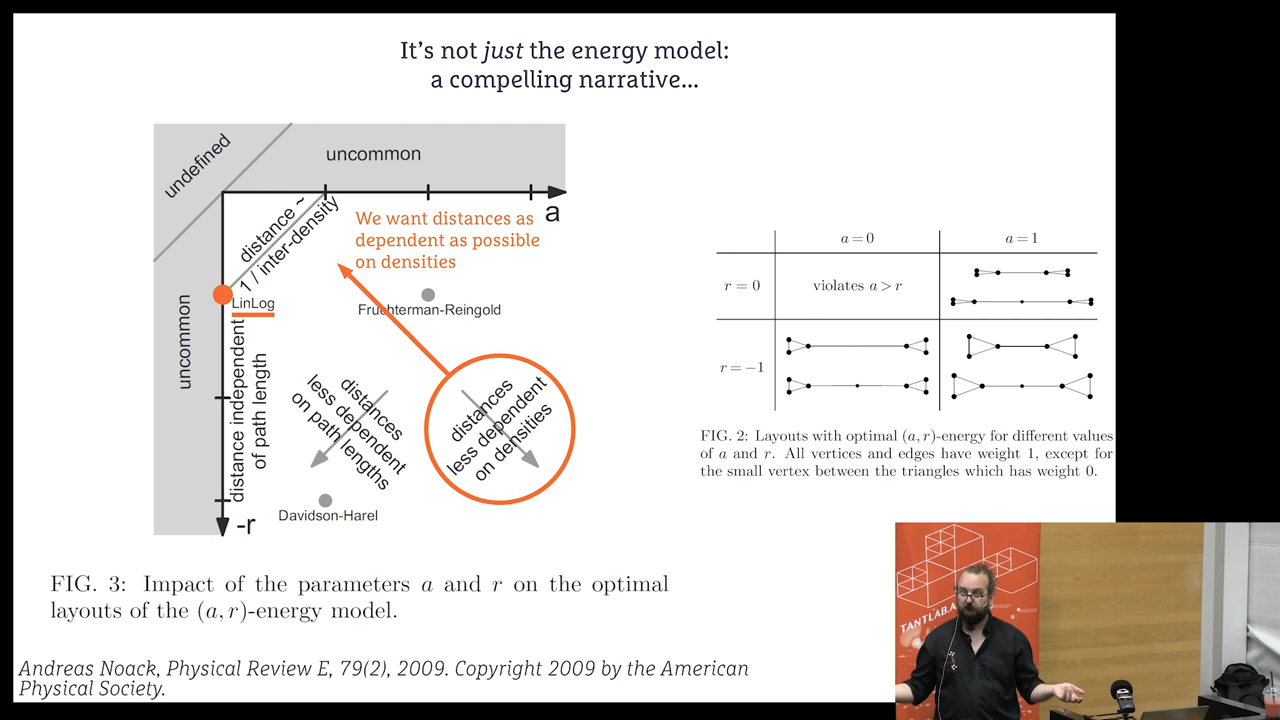 It's not just the energy model:
a compelling narrative...
undefined
uncommon
a
distance ~
1 / inter-density
We want distances as
dependent as possible
on densities
uncommon
LinLog
Fruchterman-Reingold
distance independent
of path length
distances
less dependent
on path lengths
distances
less dependent
on densities
Davidson-Harel
-r
FIG. 3: Impact of the parameters a and r on the optimal
layouts of the (a, r)-energy model.
a = 0
a = 1
r = 0
violates a > r
r = −1
FIG. 2: Layouts with optimal (a, r)-energy for different values
of a and r. All vertices and edges have weight 1, except for
the small vertex between the triangles which has weight 0.
Andreas Noack, Physical Review E, 79(2), 2009. Copyright 2009 by the American
Physical Society.
TANTLAB.A